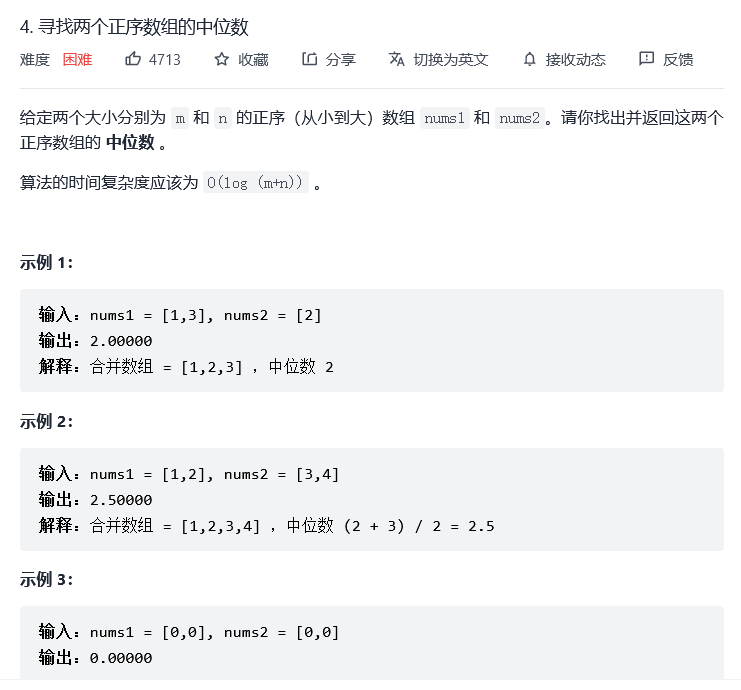 4. 寻找两个正序数组的中位数
难度 困难 4713 收藏 分享 切换为英文 接收动态 反馈
给定两个大小分别为 m 和 n 的正序（从小到大）数组 nums1 和 nums2。请你找出并返回这两个
正序数组的 中位数 。
算法的时间复杂度应该为 O(log (m+n)) 。
示例 1：
输入：nums1 = [1,3], nums2 = [2]
输出：2.00000
解释：合并数组 = [1,2,3] ，中位数 2
示例 2：
输入：nums1 = [1,2], nums2 = [3,4]
输出：2.50000
解释：合并数组 = [1,2,3,4] ，中位数 (2 + 3) / 2 = 2.5
示例 3：
输入：nums1 = [0,0], nums2 = [0,0]
输出：0.00000